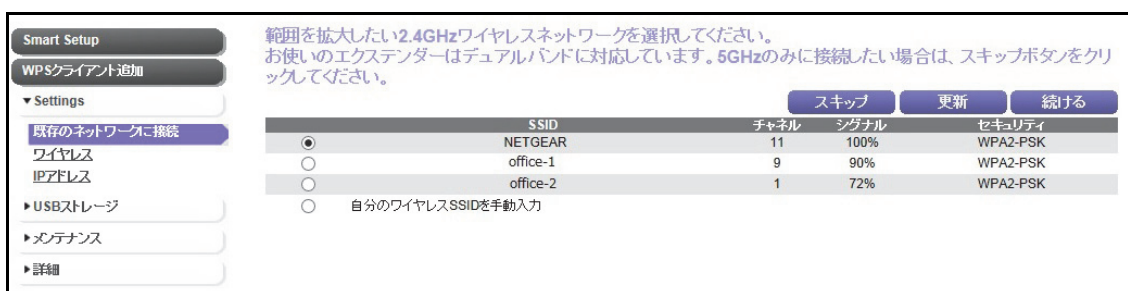 Smart Setup
WPSクライアント追加
▼Settings
既存のネットワークに接続
ワイヤレス
IPアドレス
▶USBストレージ
▶メンテナンス
▶詳細
範囲を拡大したい2.4GHzワイヤレスネットワークを選択してください。
お使いのエクステンダーはデュアルバンドに対応しています。5GHzのみに接続したい場合は、スキップボタンをクリ
ックしてください。
スキップ 更新 続ける
SSID チャネル シグナル セキュリティ
NETGEAR 11 100% WPA2-PSK
office-1 9 90% WPA2-PSK
office-2 1 72% WPA2-PSK
自分のワイヤレスSSIDを手動入力